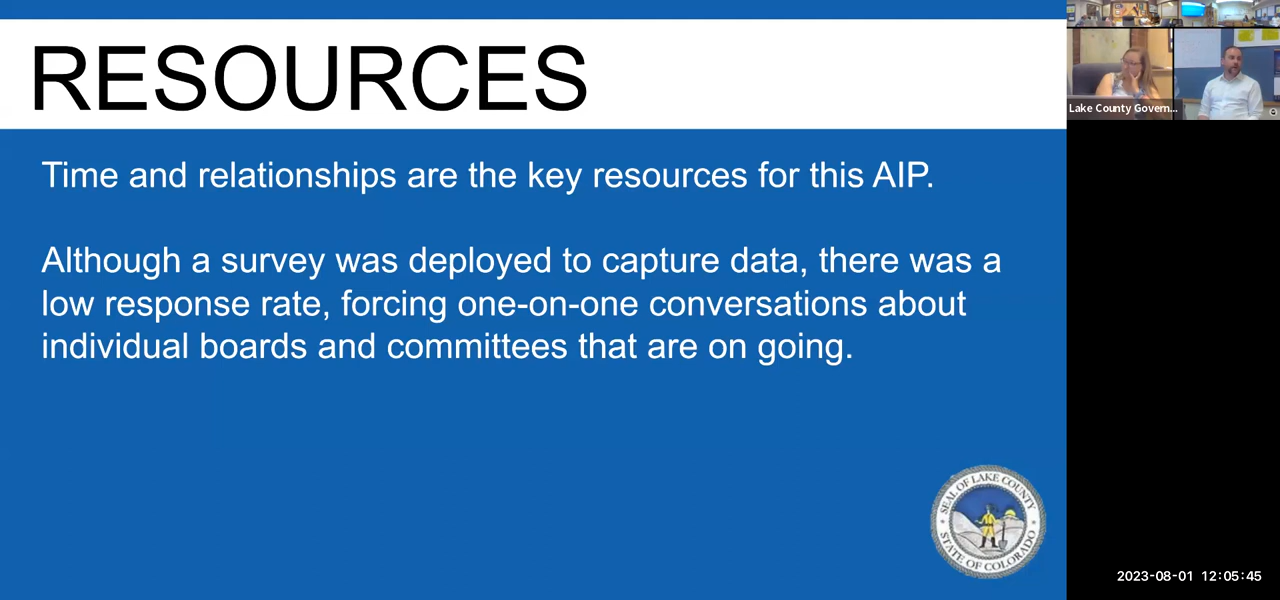 RESOURCES
Time and relationships are the key resources for this AIP.
Although a survey was deployed to capture data, there was a
low response rate, forcing one-on-one conversations about
individual boards and committees that are on going.
SEAL OF LAKE COUNTY
STATE OF COLORADO
Lake County Govern...
2023-08-01 12:05:45